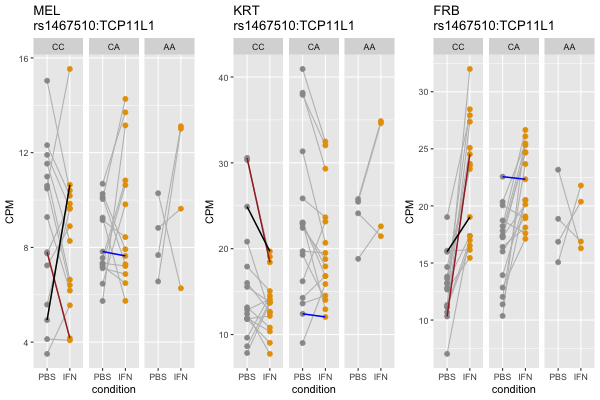 MEL
rs1467510:TCP11L1
CC CA AA
CPM
16
12
8
4
PBS IFN PBS IFN PBS IFN
condition
KRT
rs1467510:TCP11L1
CC CA AA
CPM
40
30
20
10
PBS IFN PBS IFN PBS IFN
condition
FRB
rs1467510:TCP11L1
CC CA AA
CPM
30
25
20
15
10
PBS IFN PBS IFN PBS IFN
condition